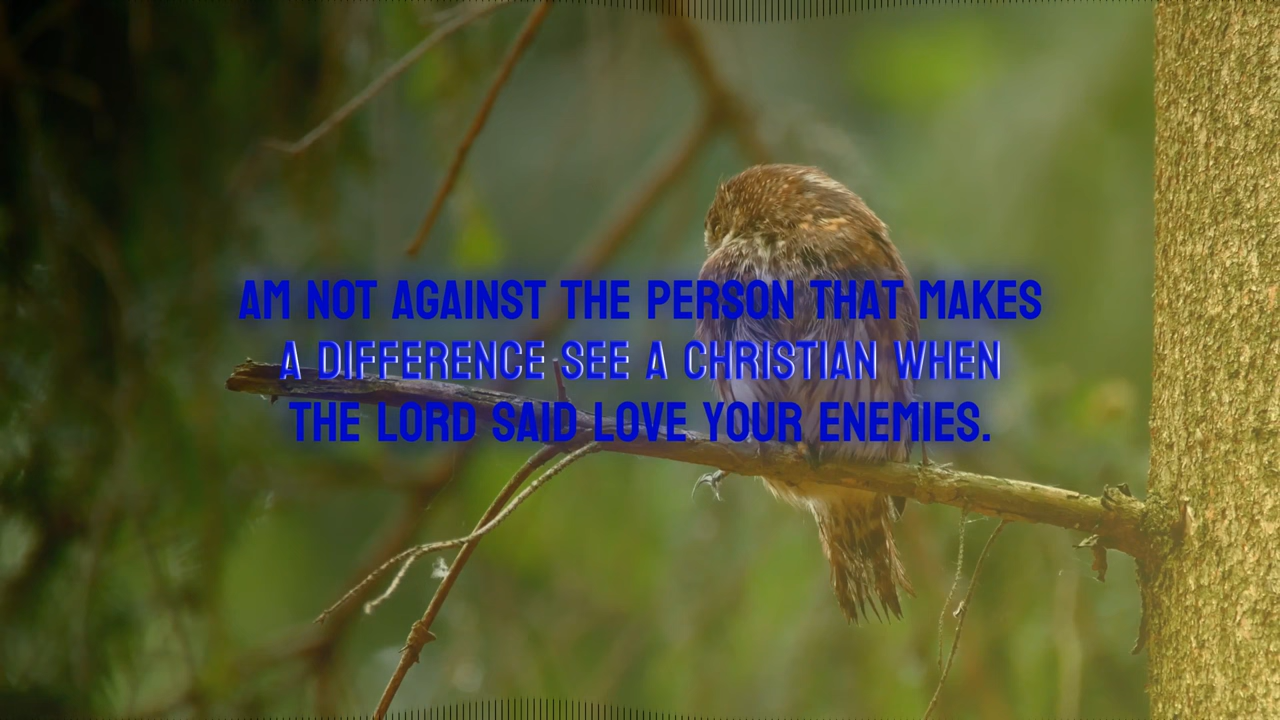 AM NOT AGAINST THE PERSON THAT MAKES
A DIFFERENCE SEE A CHRISTIAN WHEN
THE LORD SAID LOVE YOUR ENEMIES.